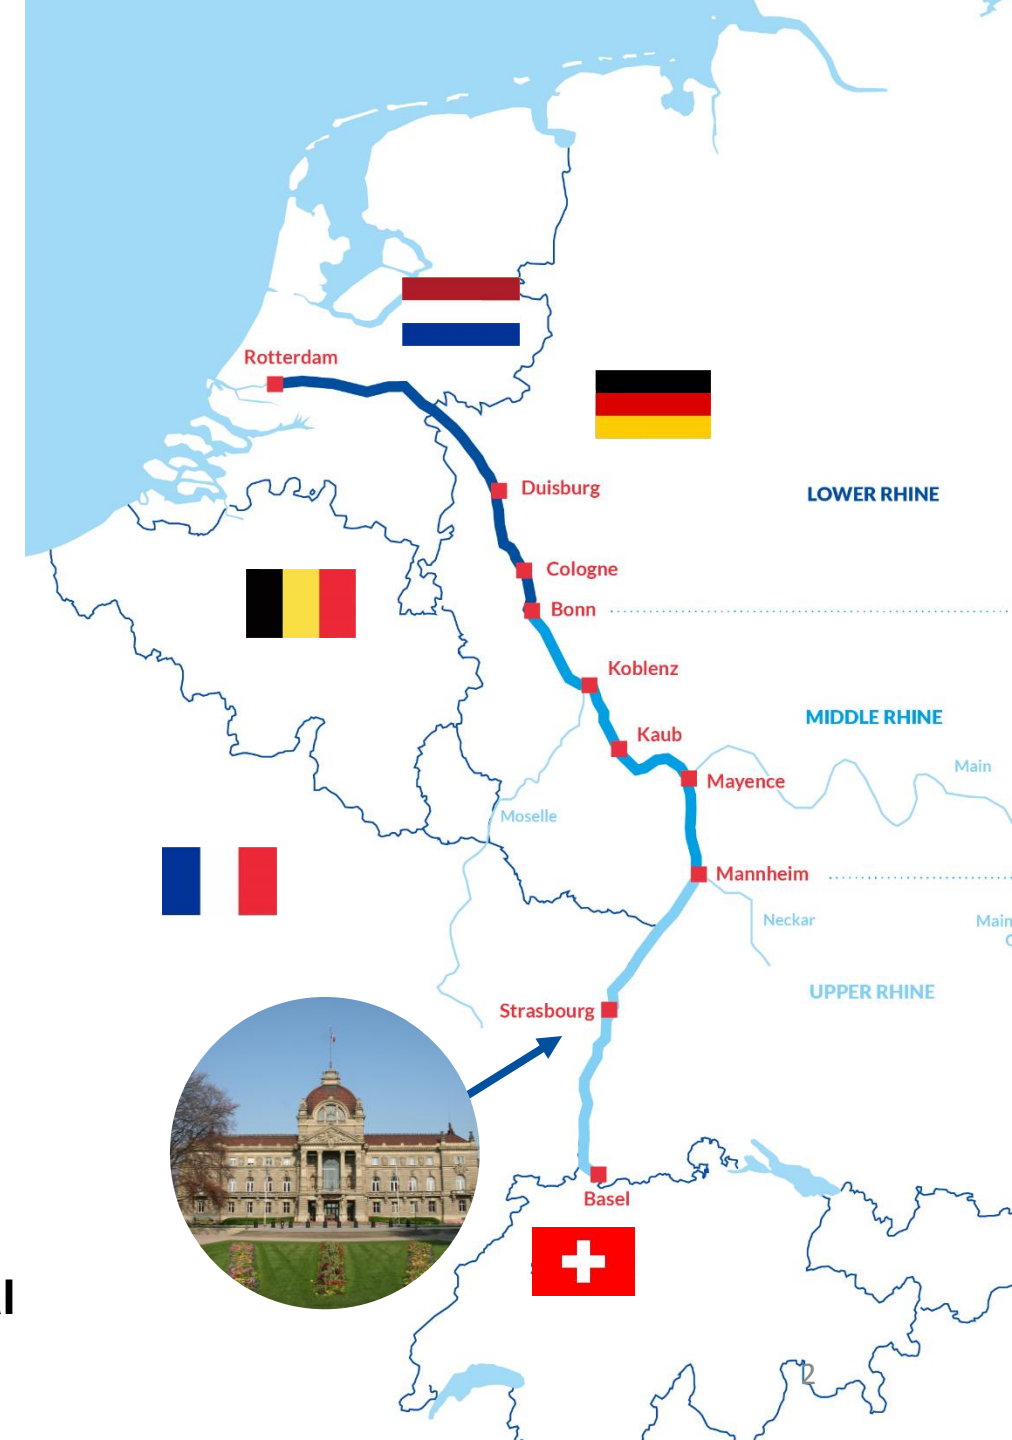 Rotterdam
Duisburg
LOWER RHINE
Cologne
Bonn
Koblenz
MIDDLE RHINE
Kaub
Main
Mayence
Moselle
Mannheim
Neckar
Main
UPPER RHINE
Strasbourg
Basel
2